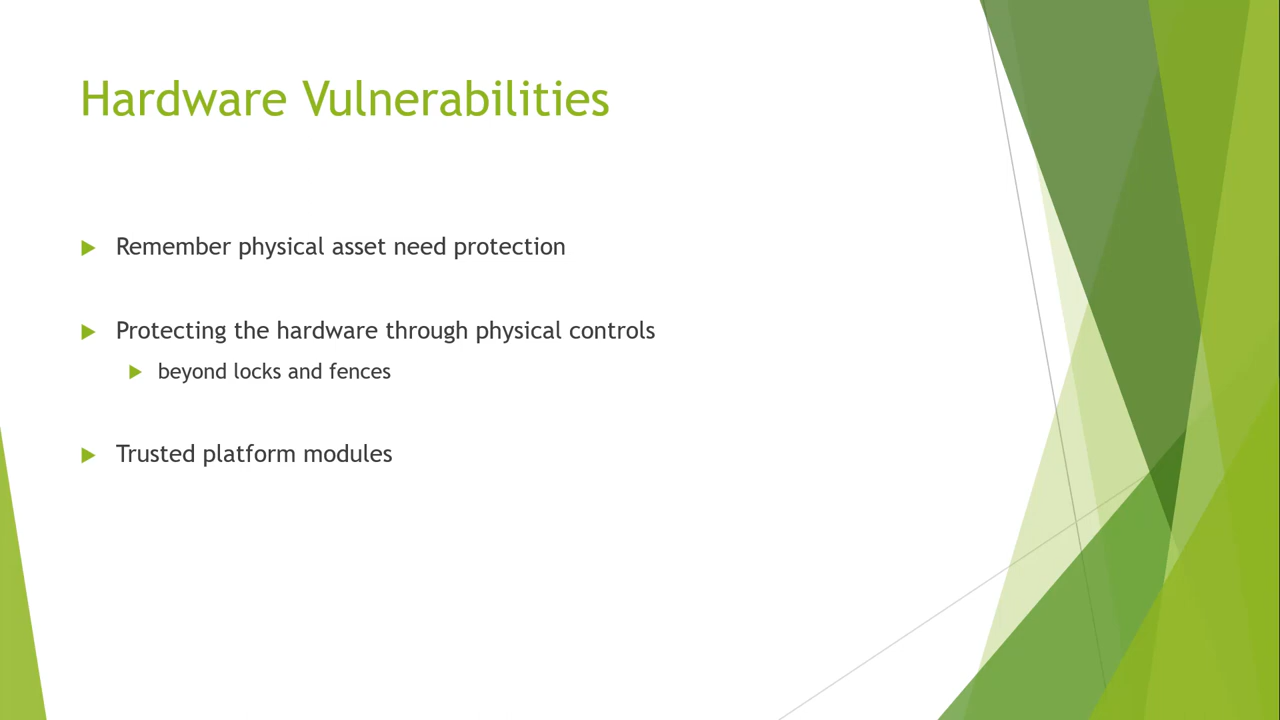 Hardware Vulnerabilities
Remember physical asset need protection
Protecting the hardware through physical controls
beyond locks and fences
Trusted platform modules